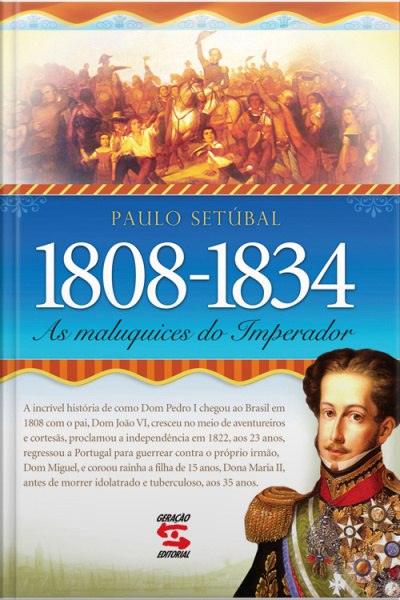 PAULO SETÚBAL
1808-1834
As maluquices do Imperador
A incrível história de como Dom Pedro I chegou ao Brasil em
1808 com o pai, Dom João VI, cresceu no meio de aventureiros
e cortesãs, proclamou a independência em 1822, aos 23 anos,
regressou a Portugal para guerrear contra o próprio irmão,
Dom Miguel, e coroou rainha a filha de 15 anos, Dona Maria II,
antes de morrer idolatrado e tuberculoso, aos 35 anos.
GERAÇÃO
EDITORIAL